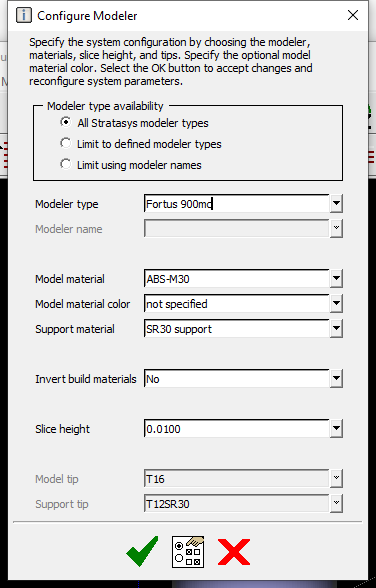 Configure Modeler
Specify the system configuration by choosing the modeler,
materials, slice height, and tips. Specify the optional model
material color. Select the OK button to accept changes and
reconfigure system parameters.
Modeler type availability
All Stratasys modeler types
Limit to defined modeler types
Limit using modeler names
Modeler type Fortus 900mc
Modeler name
Model material ABS-M30
Model material color not specified
Support material SR30 support
Invert build materials No
Slice height 0.0100
Model tip T16
Support tip T12SR30